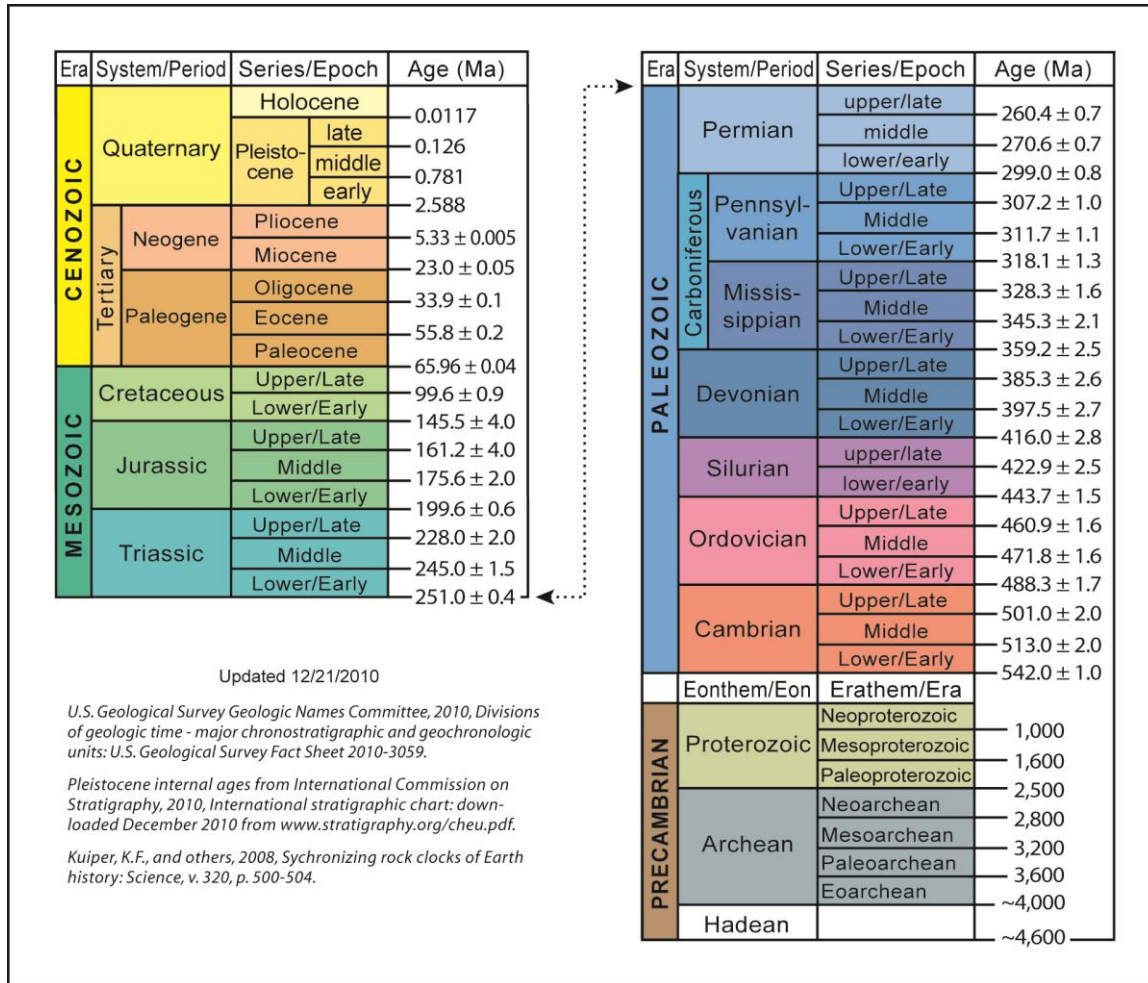 Era System/Period Series/Epoch Age (Ma)
CENOZOIC
Quaternary
Holocene
0.0117
Pleisto-
cene
late
0.126
middle
0.781
early
2.588
Tertiary
Neogene
Pliocene
5.33 ± 0.005
Miocene
23.0 ± 0.05
Paleogene
Oligocene
33.9 ± 0.1
Eocene
55.8 ± 0.2
Paleocene
65.96 ± 0.04
MESOZOIC
Cretaceous
Upper/Late
99.6 ± 0.9
Lower/Early
145.5 ± 4.0
Jurassic
Upper/Late
161.2 ± 4.0
Middle
175.6 ± 2.0
Lower/Early
199.6 ± 0.6
Triassic
Upper/Late
228.0 ± 2.0
Middle
245.0 ± 1.5
Lower/Early
251.0 ± 0.4
Updated 12/21/2010
U.S. Geological Survey Geologic Names Committee, 2010, Divisions
of geologic time - major chronostratigraphic and geochronologic
units: U.S. Geological Survey Fact Sheet 2010-3059.
Pleistocene internal ages from International Commission on
Stratigraphy, 2010, International stratigraphic chart: down-
loaded December 2010 from www.stratigraphy.org/cheu.pdf.
Kuiper, K.F., and others, 2008, Sychronizing rock clocks of Earth
history: Science, v. 320, p. 500-504.
Era System/Period Series/Epoch Age (Ma)
PALEOZOIC
Permian
upper/late
260.4 ± 0.7
middle
270.6 ± 0.7
lower/early
299.0 ± 0.8
Carboniferous
Pennsyl-
vanian
Upper/Late
307.2 ± 1.0
Middle
311.7 ± 1.1
Lower/Early
318.1 ± 1.3
Missis-
sippian
Upper/Late
328.3 ± 1.6
Middle
345.3 ± 2.1
Lower/Early
359.2 ± 2.5
Devonian
Upper/Late
385.3 ± 2.6
Middle
397.5 ± 2.7
Lower/Early
416.0 ± 2.8
Silurian
upper/late
422.9 ± 2.5
lower/early
443.7 ± 1.5
Ordovician
Upper/Late
460.9 ± 1.6
Middle
471.8 ± 1.6
Lower/Early
488.3 ± 1.7
Cambrian
Upper/Late
501.0 ± 2.0
Middle
513.0 ± 2.0
Lower/Early
542.0 ± 1.0
Eonthem/Eon Erathem/Era
PRECAMBRIAN
Proterozoic
Neoproterozoic
1,000
Mesoproterozoic
1,600
Paleoproterozoic
2,500
Archean
Neoarchean
2,800
Mesoarchean
3,200
Paleoarchean
3,600
Eoarchean
~4,000
Hadean
~4,600